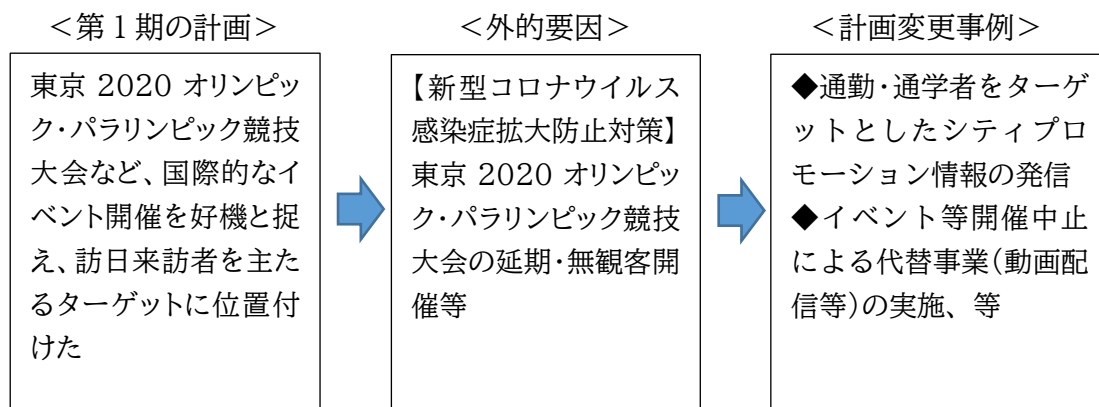 ＜第１期の計画＞
東京 2020 オリンピッ
ク・パラリンピック競技
大会など、国際的なイ
ベント開催を好機と捉
え、訪日来訪者を主た
るターゲットに位置付
けた
＜外的要因＞
【新型コロナウイルス
感染症拡大防止対策】
東京 2020 オリンピッ
ク・パラリンピック競技
大会の延期・無観客開
催等
＜計画変更事例＞
◆通勤・通学者をターゲ
ットとしたシティプロ
モーション情報の発信
◆イベント等開催中止
による代替事業（動画配
信等）の実施、等